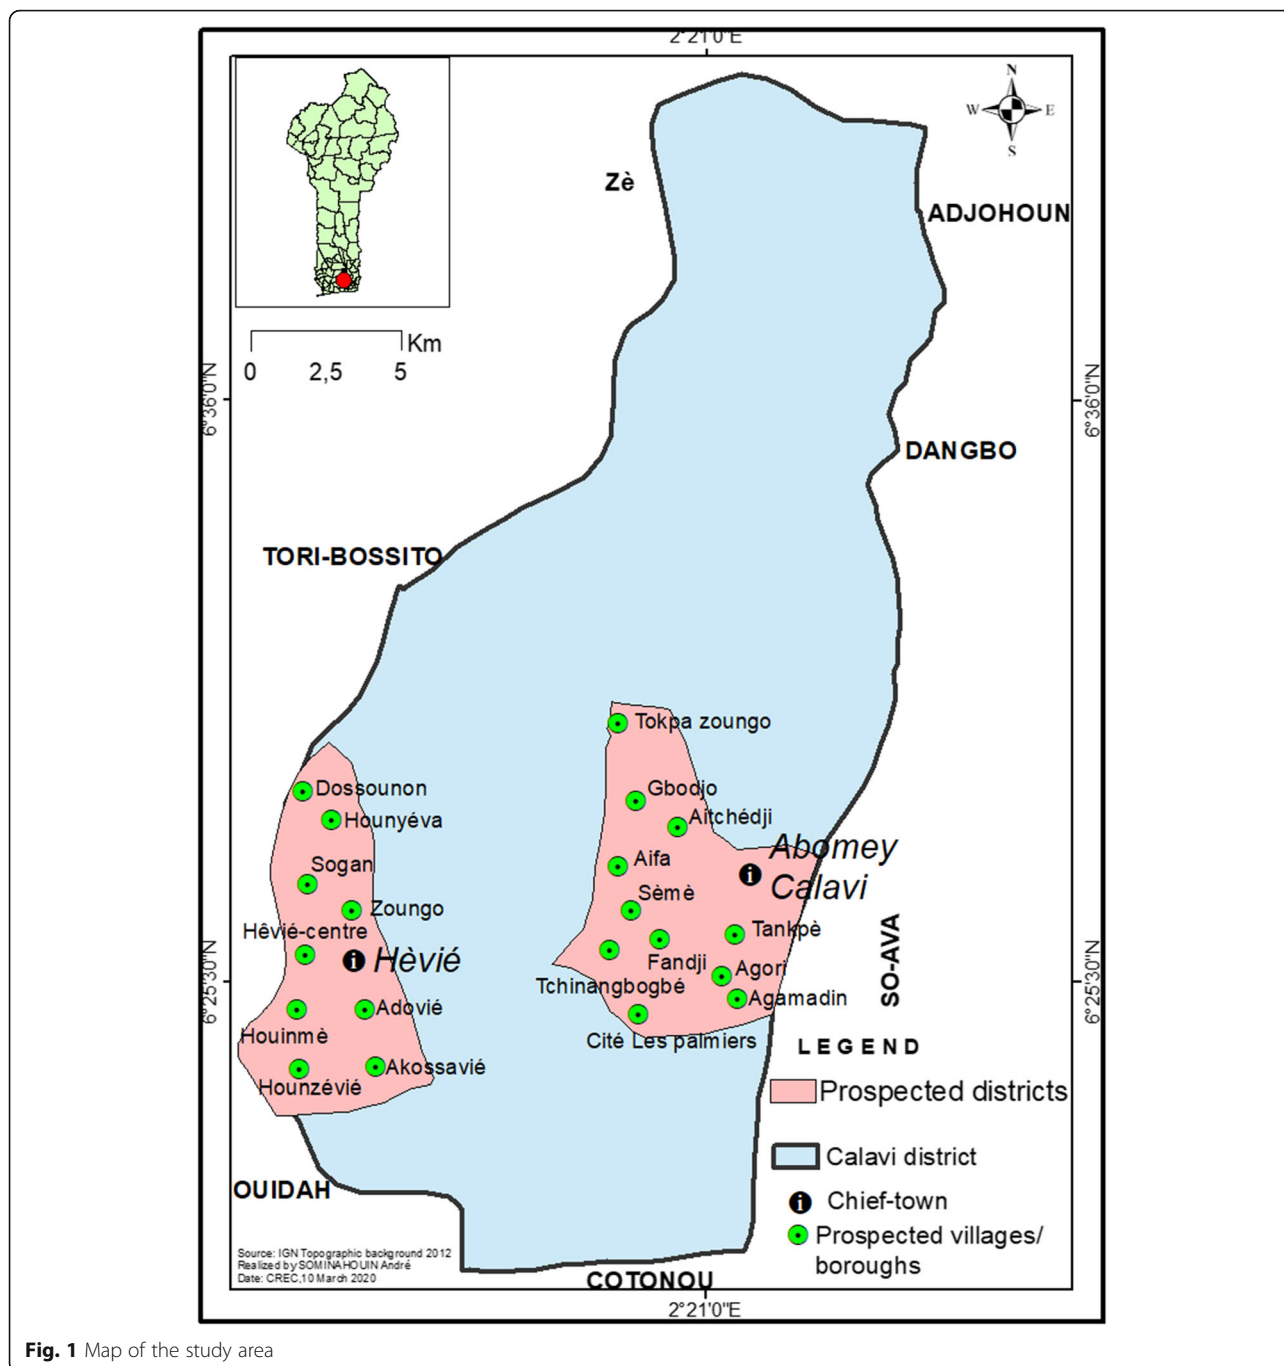 2°21'0"E
N
W
E
S
Zè
ADJOHOUN
Km
0 2,5 5
6°36'0"N
6°36'0"N
DANGBO
TORI-BOSSITO
Tokpa zoungo
Dossounon
Gbodjo
Hounyéva
Aitchédji
Abomey
Calavi
Aifa
Sogan
Sèmè
Zoungo
Tankpè
Hêvié-centre
Hèvié
Fandji
Agori
SO-AVA
6°25'30"N
6°25'30"N
Tchinangbogbé
Agamadin
Adovié
Houinmè
Cité Les palmiers
Akossavié
Hounzévié
LEGEND
Prospected districts
Calavi district
Chief-town
Prospected villages/
boroughs
OUIDAH
Source: IGN Topographic background 2012
Realized by SOMINAHOUIN André
Date: CREC,10 March 2020
COTONOU
2°21'0"E
Fig. 1 Map of the study area